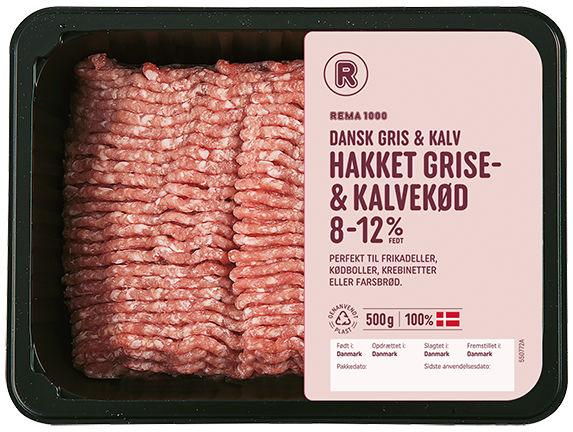 R
REMA 1000
DANSK GRIS & KALV
HAKKET GRISE-
& KALVEKØD
8-12%
FEDT
PERFEKT TIL FRIKADELLER,
KØDBOLLER, KREBINETTER
ELLER FARSBRØD.
GENANVENDT PLAST
500g 100%
Født i: Opdrættet i: Slagtet i: Fremstillet i:
Danmark Danmark Danmark Danmark
Pakkedato: Sidste anvendelsesdato:
550772A